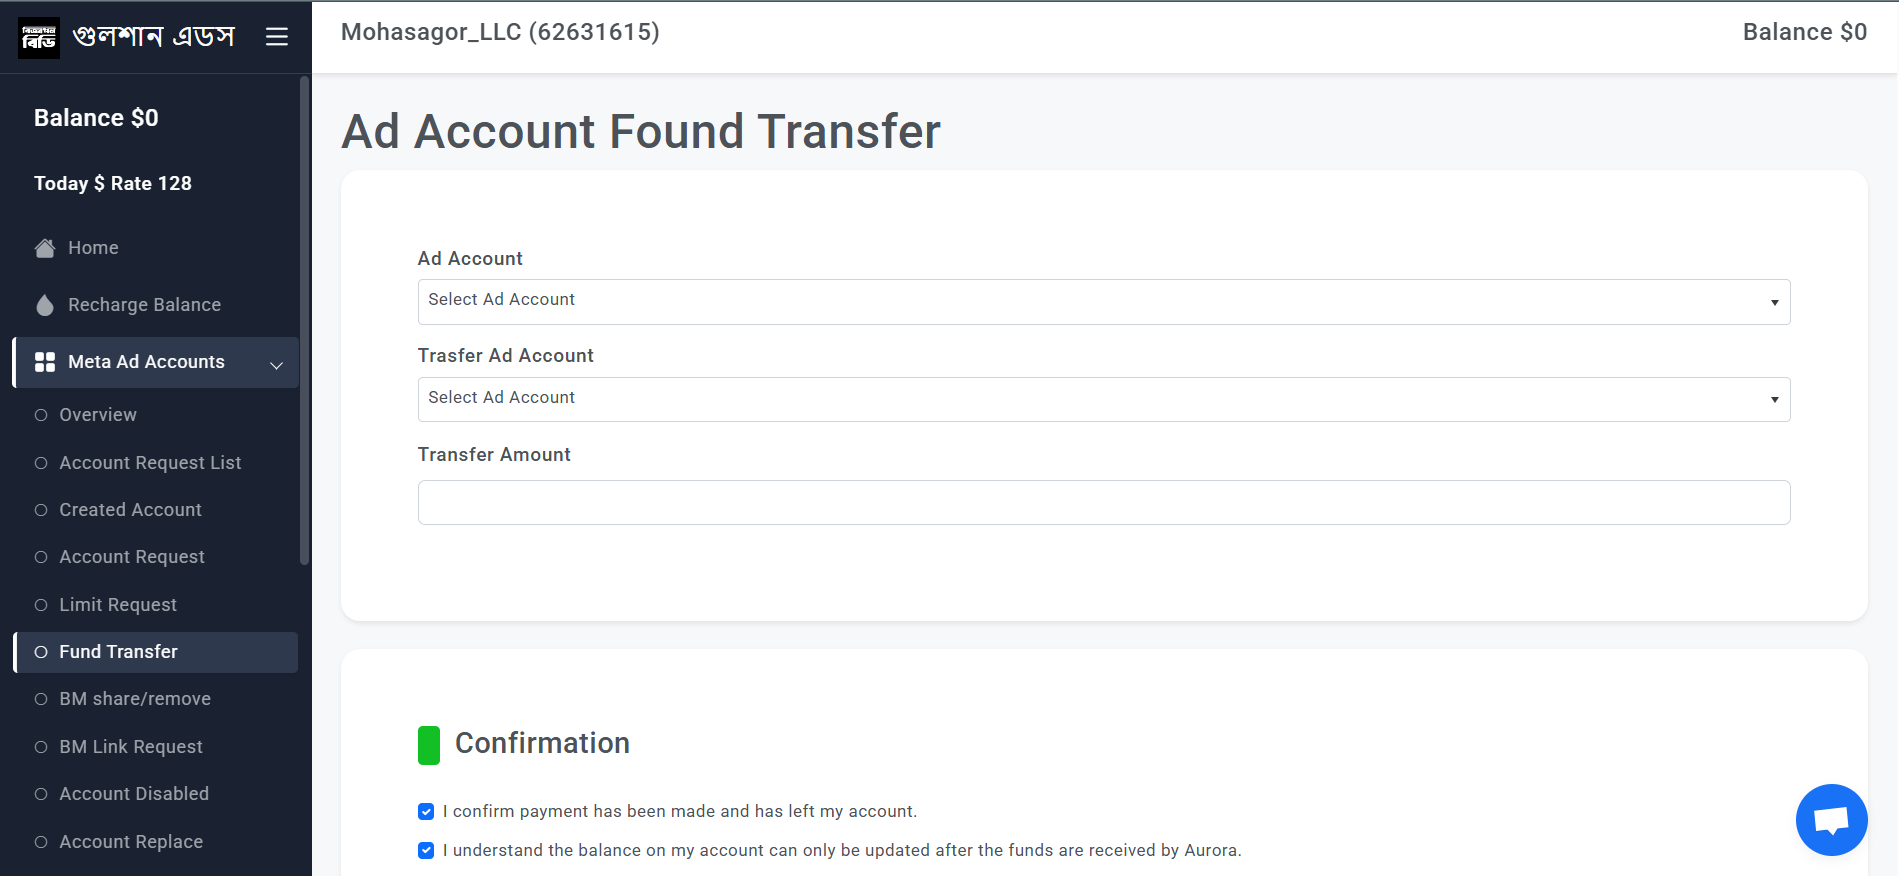 বিজ্ঞাপন
বিডি
গুলশান এডস
Mohasagor_LLC (62631615)
Balance $0
Balance $0
Today $ Rate 128
Home
Recharge Balance
Meta Ad Accounts
Overview
Account Request List
Created Account
Account Request
Limit Request
Fund Transfer
BM share/remove
BM Link Request
Account Disabled
Account Replace
Ad Account Found Transfer
Ad Account
Select Ad Account
Trasfer Ad Account
Select Ad Account
Transfer Amount
Confirmation
I confirm payment has been made and has left my account.
I understand the balance on my account can only be updated after the funds are received by Aurora.